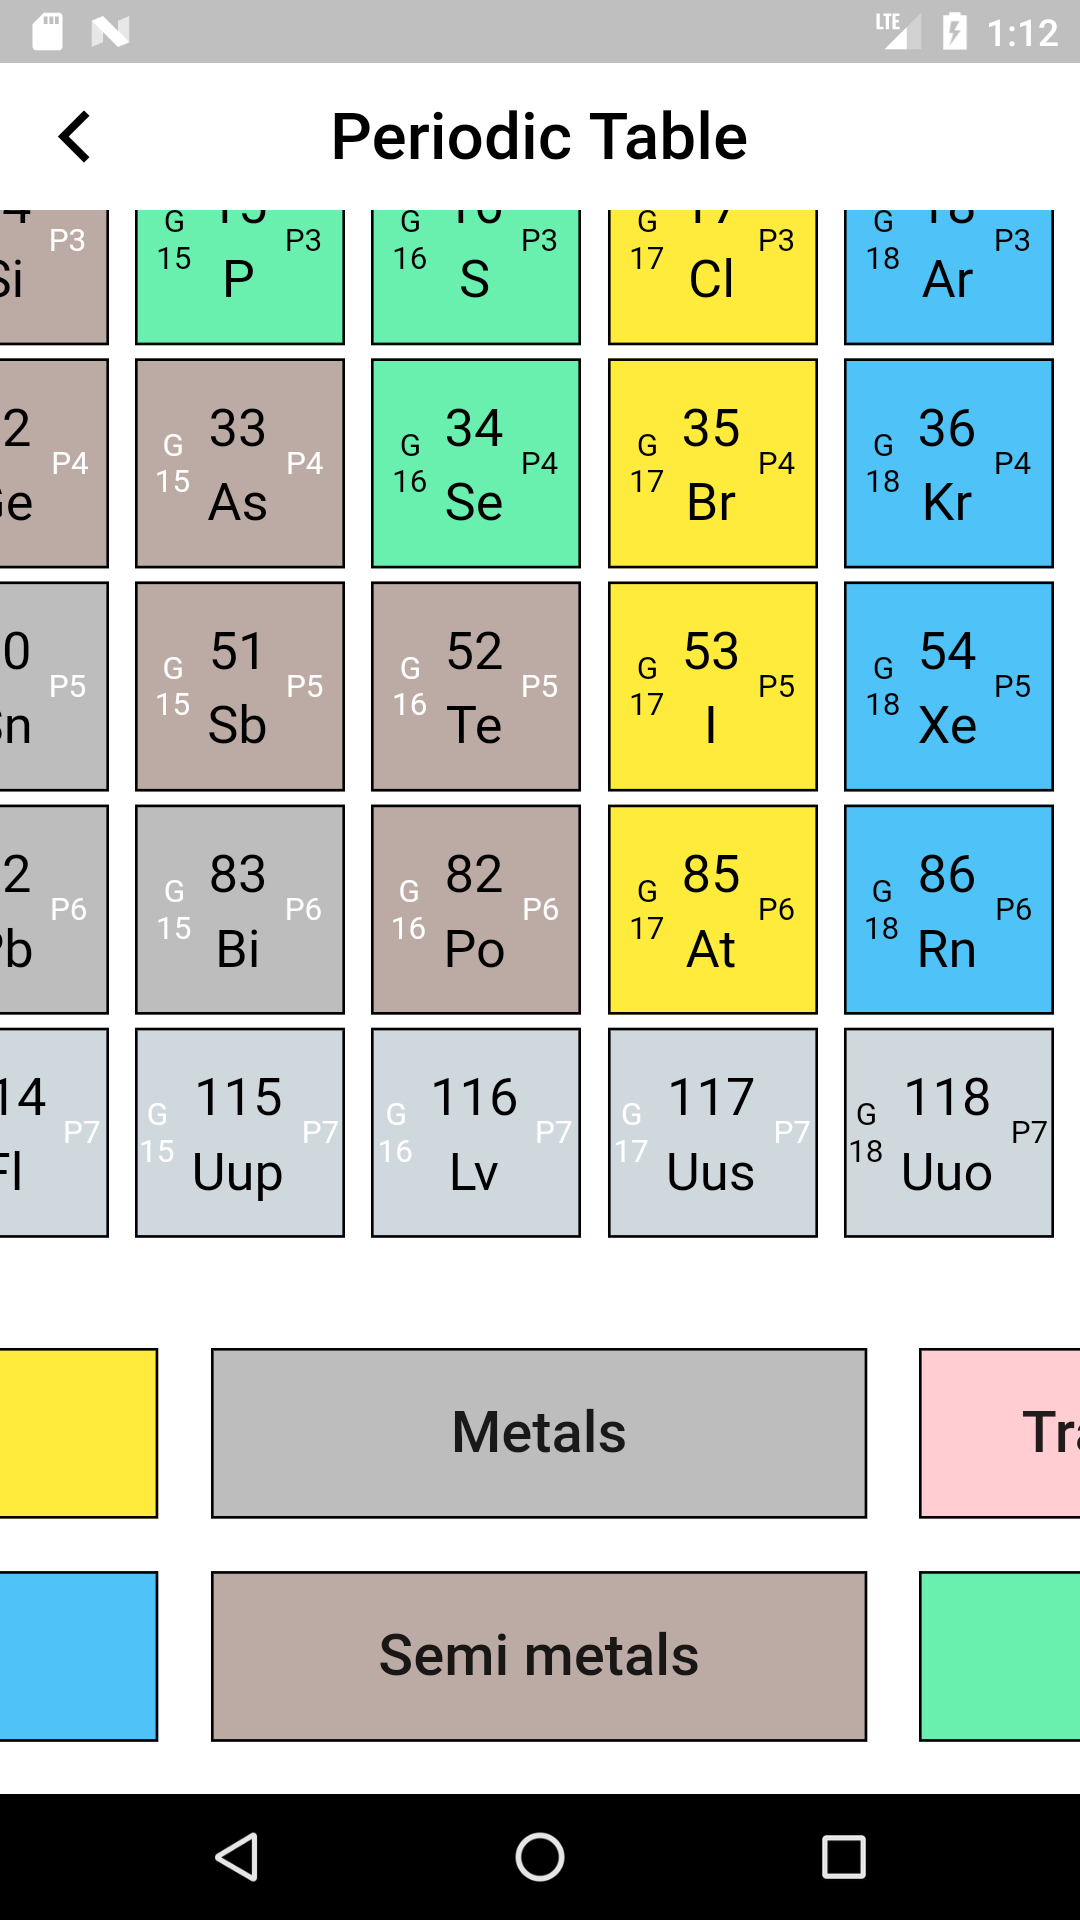 LTE 1:12
Periodic Table
P3 G 15 15 P3 G 16 16 P3 G 17 17 P3 G 18 18 P3
Si P S Cl Ar
2 P4 G 15 33 P4 G 16 34 P4 G 17 35 P4 G 18 36 P4
e As Se Br Kr
0 P5 G 15 51 P5 G 16 52 P5 G 17 53 P5 G 18 54 P5
n Sb Te I Xe
2 P6 G 15 83 P6 G 16 82 P6 G 17 85 P6 G 18 86 P6
b Bi Po At Rn
14 P7 G 15 115 P7 G 16 116 P7 G 17 117 P7 G 18 118 P7
Fl Uup Lv Uus Uuo
Metals
Semi metals